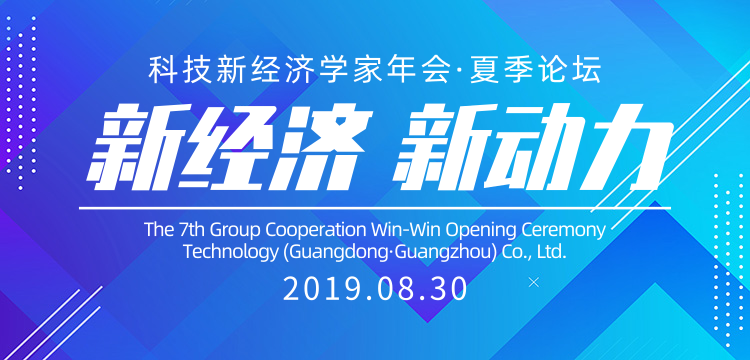 科技新经济学家年会·夏季论坛
新经济 新动力
The 7th Group Cooperation Win-Win Opening Ceremony
Technology (Guangdong·Guangzhou) Co., Ltd.
2019.08.30